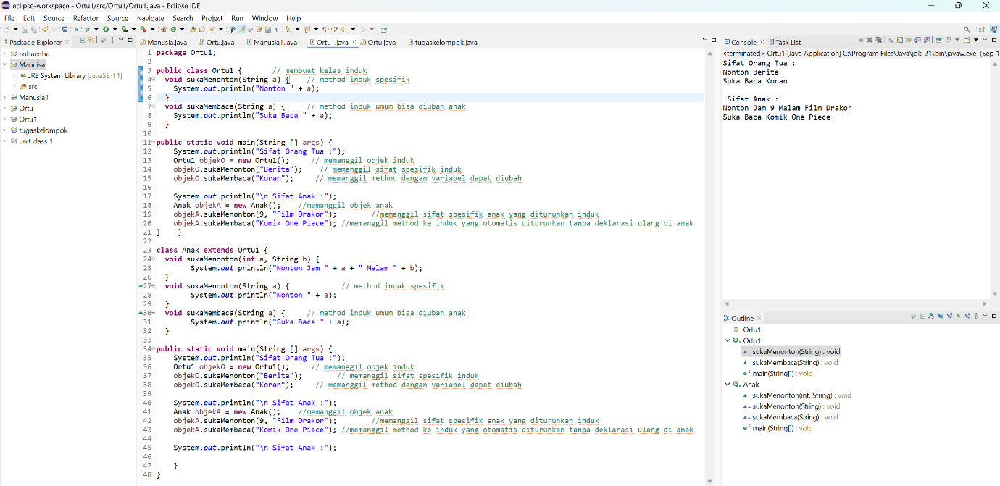 eclipse-workspace - Ortu1/src/Ortu1/Ortu1.java - Eclipse IDE
File Edit Source Refactor Source Navigate Search Project Run Window Help
Package Explorer
cobacoba
Manuisa
JRE System Library [JavaSE-11]
src
Manusia1
Ortu
Ortu1
tugaskelompok
unit class 1
Manusia.java Ortu.java Manusia1.java Ortu1.java Ortu.java tugaskelompok.java
1 package Ortu1;
2
3 public class Ortu1 { // membuat kelas induk
4 void sukaMenonton(String a) { // method induk spesifik
5 System.out.println("Nonton " + a);
6 }
7 void sukaMembaca(String a) { // method induk umum bisa diubah anak
8 System.out.println("Suka Baca " + a);
9 }
10
11 public static void main(String [] args) {
12 System.out.println("Sifat Orang Tua :");
13 Ortu1 objekO = new Ortu1(); // memanggil objek induk
14 objekO.sukaMenonton("Berita"); // memanggil sifat spesifik induk
15 objekO.sukaMembaca("Koran"); // memanggil method dengan variabel dapat diubah
16
17 System.out.println("\n Sifat Anak :");
18 Anak objekA = new Anak(); //memanggil objek anak
19 objekA.sukaMenonton(9, "Film Drakor"); //memanggil sifat spesifik anak yang diturunkan induk
20 objekA.sukaMembaca("Komik One Piece"); //memanggil method ke induk yang otomatis diturunkan tanpa deklarasi ulang di anak
21 } }
22
23 class Anak extends Ortu1 {
24 void sukaMenonton(int a, String b) {
25 System.out.println("Nonton Jam " + a + " Malam " + b);
26 }
27 void sukaMenonton(String a) { // method induk spesifik
28 System.out.println("Nonton " + a);
29 }
30 void sukaMembaca(String a) { // method induk umum bisa diubah anak
31 System.out.println("Suka Baca " + a);
32 }
33
34 public static void main(String [] args) {
35 System.out.println("Sifat Orang Tua :");
36 Ortu1 objekO = new Ortu1(); // memanggil objek induk
37 objekO.sukaMenonton("Berita"); // memanggil sifat spesifik induk
38 objekO.sukaMembaca("Koran"); // memanggil method dengan variabel dapat diubah
39
40 System.out.println("\n Sifat Anak :");
41 Anak objekA = new Anak(); //memanggil objek anak
42 objekA.sukaMenonton(9, "Film Drakor"); //memanggil sifat spesifik anak yang diturunkan induk
43 objekA.sukaMembaca("Komik One Piece"); //memanggil method ke induk yang otomatis diturunkan tanpa deklarasi ulang di anak
44
45 System.out.println("\n Sifat Anak :");
46
47 }
48 }
Console Task List
<terminated> Ortu1 [Java Application] C:\Program Files\Java\jdk-21\bin\javaw.exe (Sep 1
Sifat Orang Tua :
Nonton Berita
Suka Baca Koran
Sifat Anak :
Nonton Jam 9 Malam Film Drakor
Suka Baca Komik One Piece
Outline
Ortu1
Ortu1
sukaMenonton(String) : void
sukaMembaca(String) : void
main(String[]) : void
Anak
sukaMenonton(int, String) : void
sukaMenonton(String) : void
sukaMembaca(String) : void
main(String[]) : void